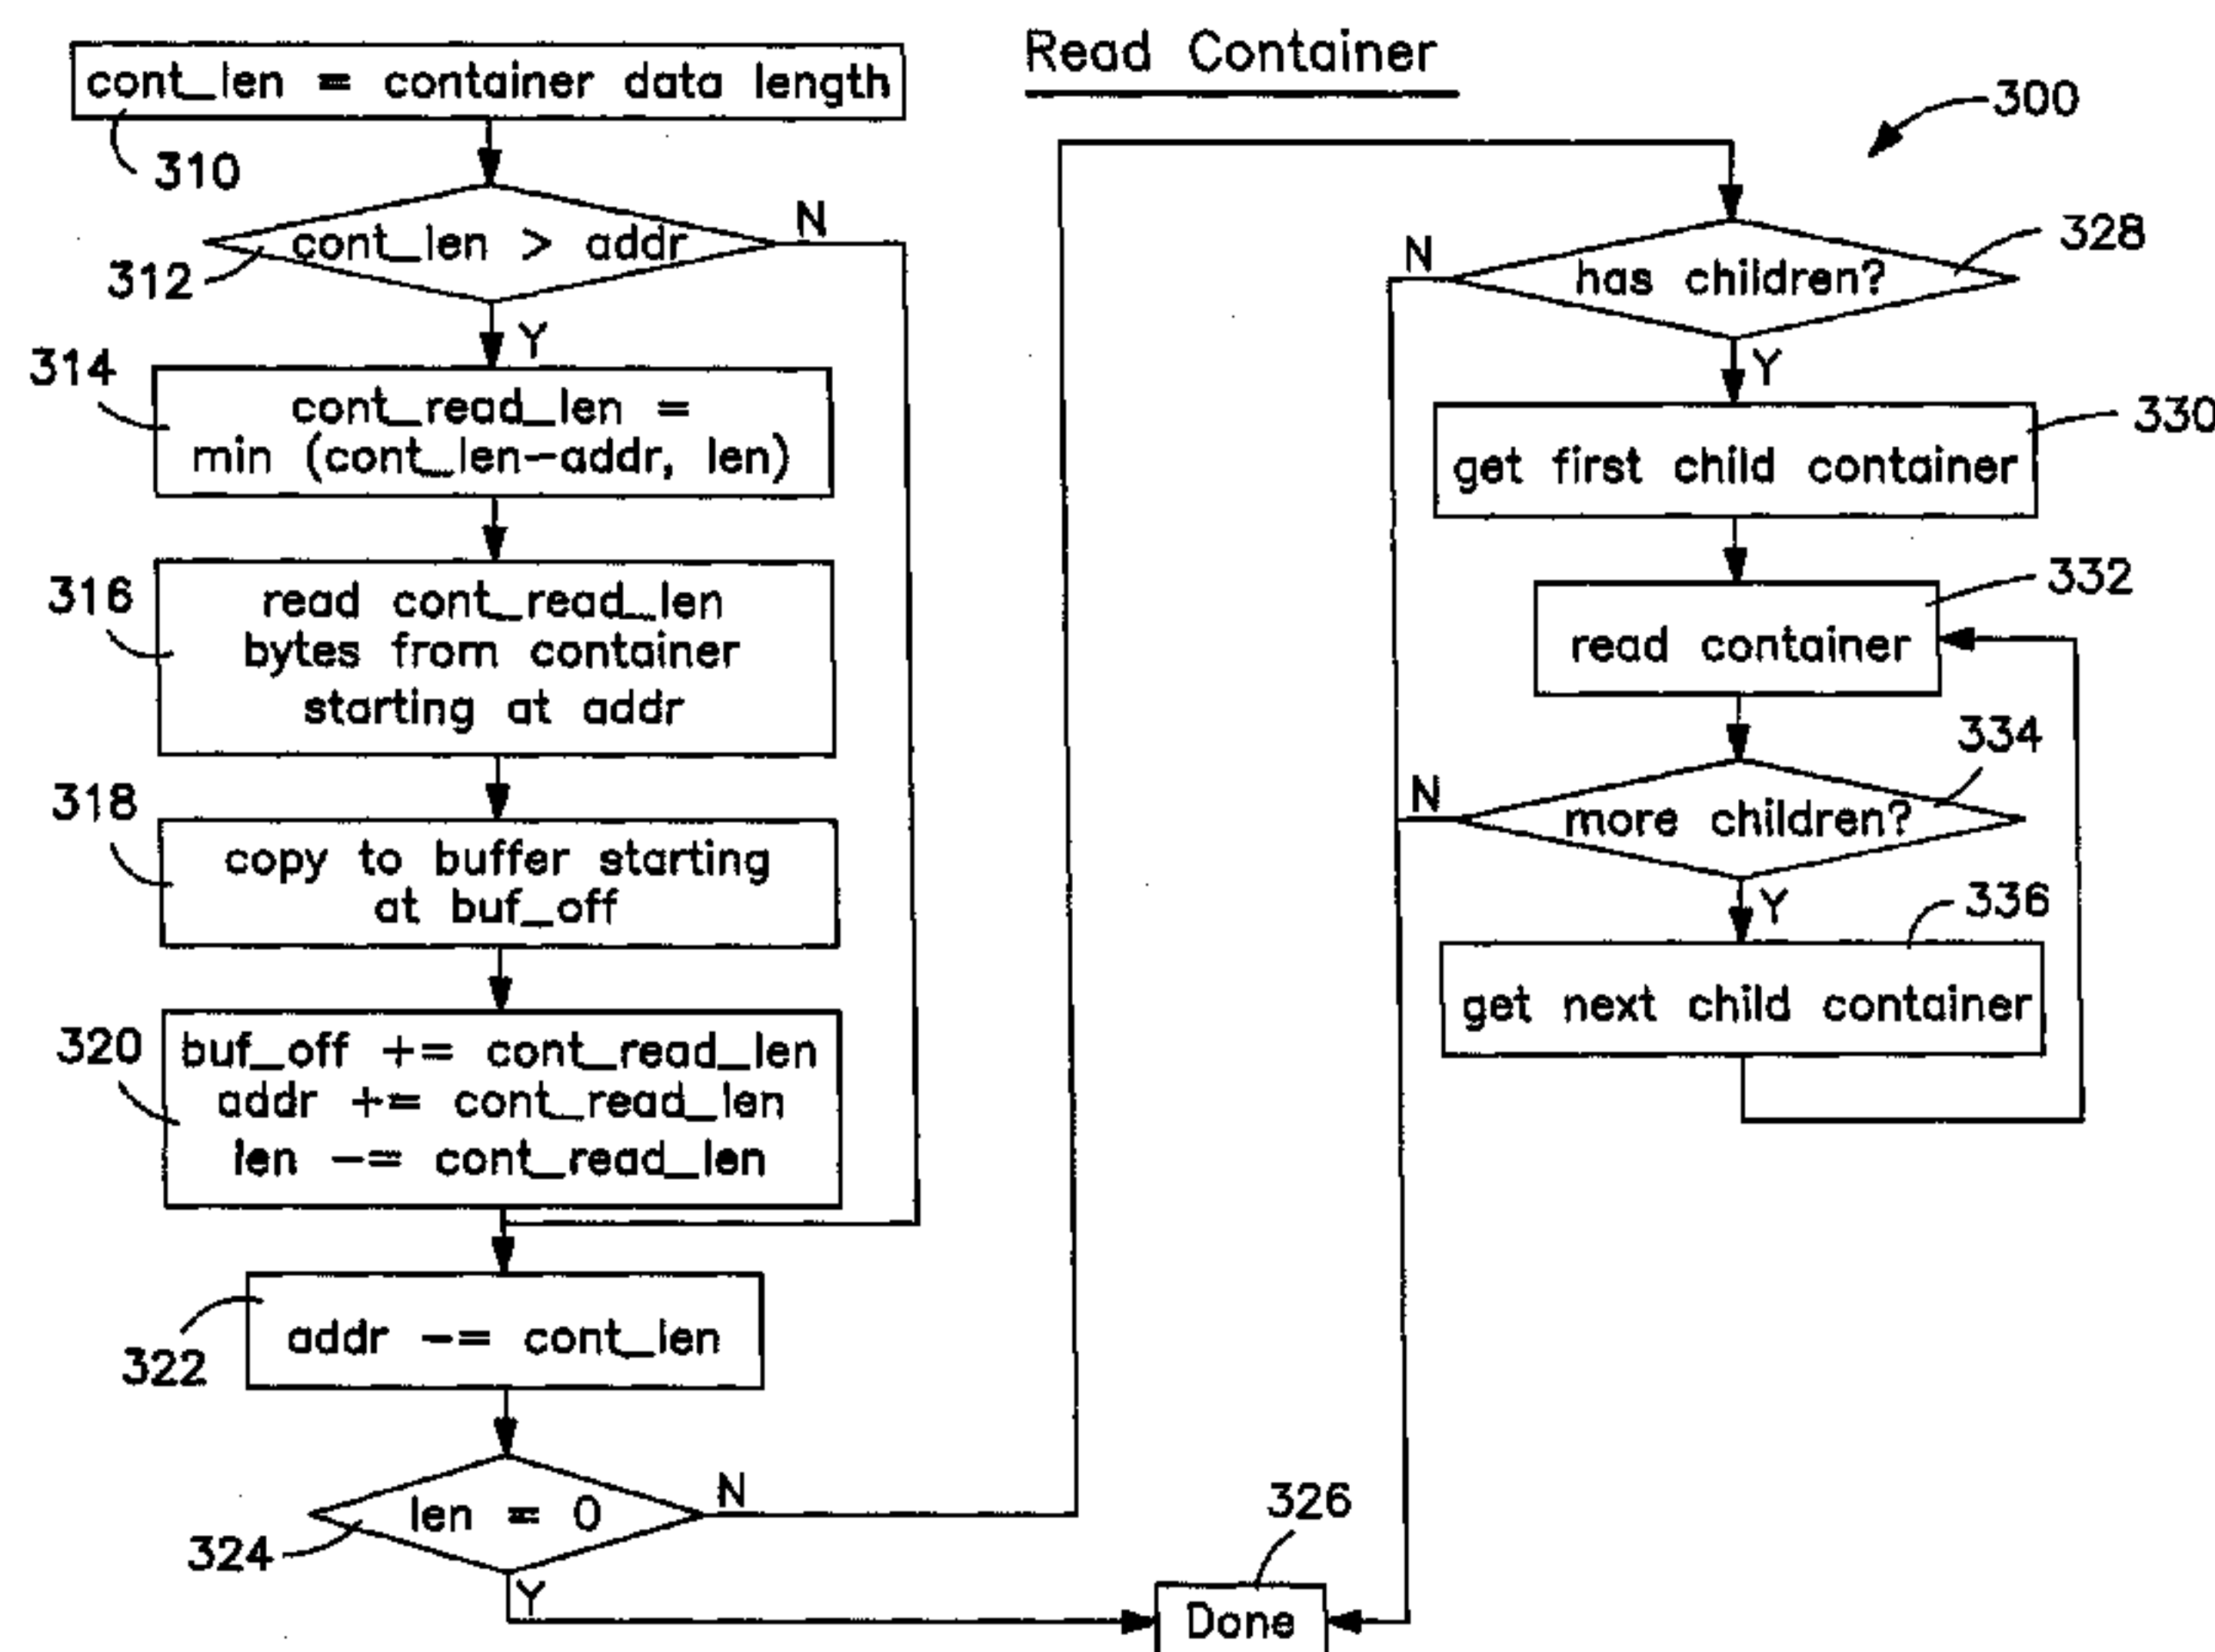 Read Container
300
cont_len = container data length
310
cont_len > addr
N
312
Y
314
cont_read_len =
min (cont_len-addr, len)
316
read cont_read_len
bytes from container
starting at addr
318
copy to buffer starting
at buf_off
320
buf_off += cont_read_len
addr += cont_read_len
len -= cont_read_len
322
addr -= cont_len
len = 0
N
324
Y
326
Done
328
N
has children?
Y
330
get first child container
332
read container
334
N
more children?
Y
336
get next child container